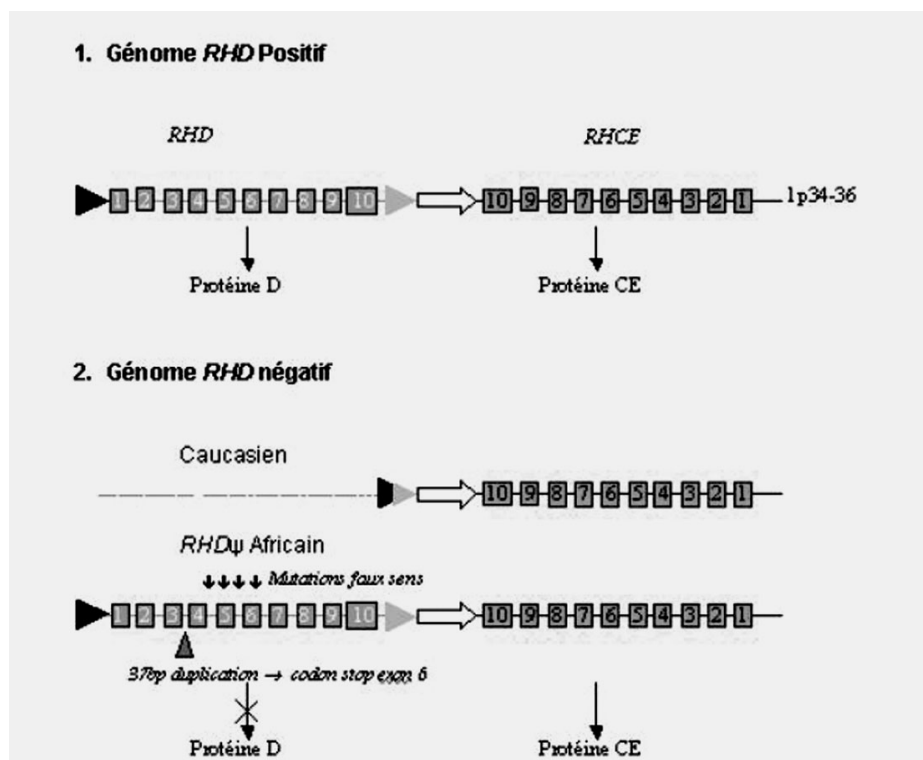 1. Génome RHD Positif
RHD RHCE
1 2 3 4 5 6 7 8 9 10 10 9 8 7 6 5 4 3 2 1 1p34-36
Protéine D Protéine CE
2. Génome RHD négatif
Caucasien
10 9 8 7 6 5 4 3 2 1
RHDψ Africain
Mutations faux sens
1 2 3 4 5 6 7 8 9 10 10 9 8 7 6 5 4 3 2 1
37bp duplication → codon stop exon 6
Protéine D Protéine CE